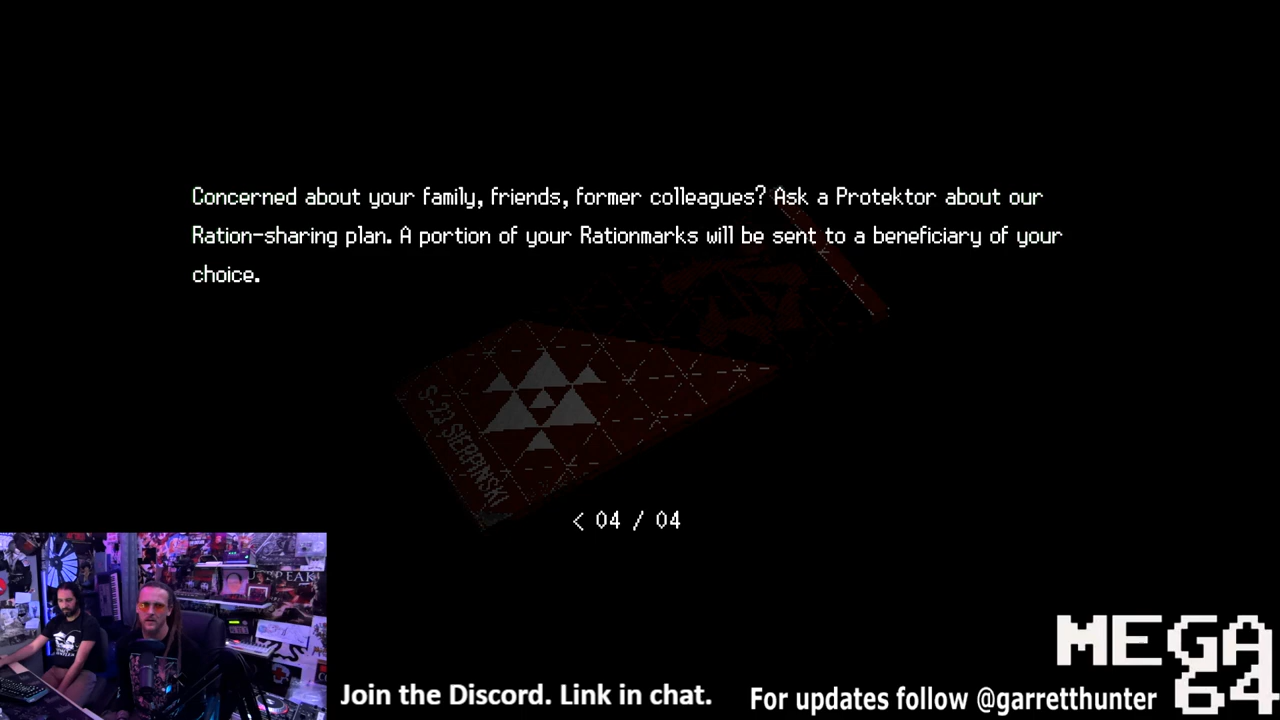 Concerned about your family, friends, former colleagues? Ask a Protektor about our
Ration-sharing plan. A portion of your Rationmarks will be sent to a beneficiary of your
choice.
S-23 SIERPINSKI
< 04 / 04
MEGA
64
Join the Discord. Link in chat.
For updates follow @garretthunter